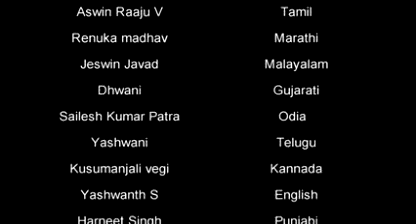 Aswin Raaju V Tamil
Renuka madhav Marathi
Jeswin Javad Malayalam
Dhwani Gujarati
Sailesh Kumar Patra Odia
Yashwani Telugu
Kusumanjali vegi Kannada
Yashwanth S English
Harpeet Singh Punjabi